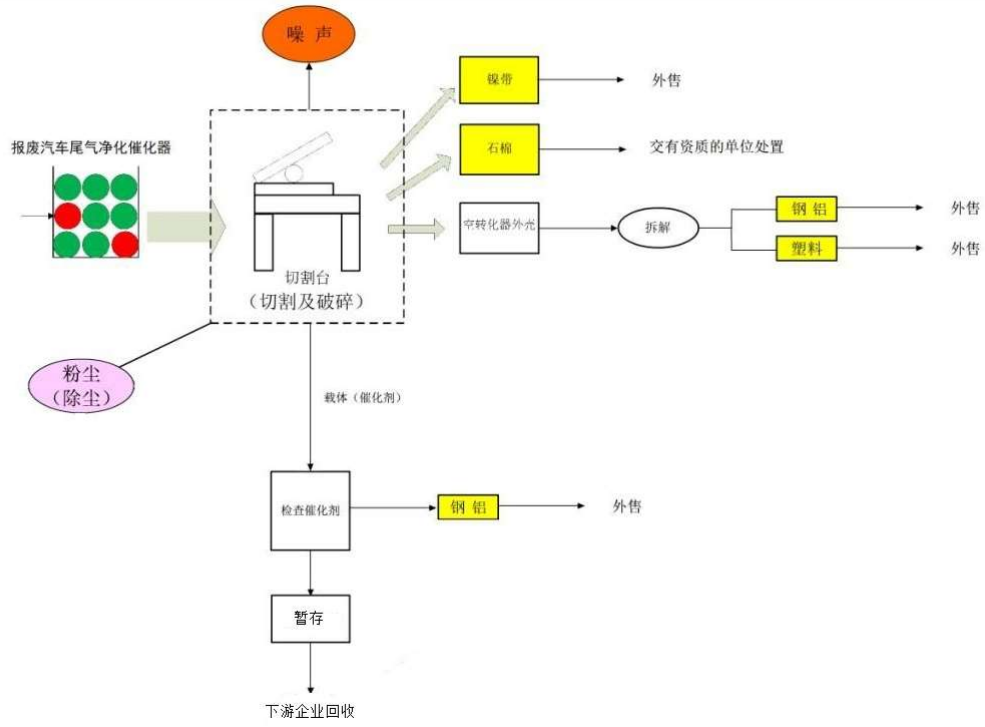 噪 声
镍带
外售
报废汽车尾气净化催化器
石棉
交有资质的单位处置
空转化器外壳
拆解
钢 铝
外售
塑料
外售
切割台
（切割及破碎）
粉尘
（除尘）
载体（催化剂）
检查催化剂
钢 铝
外售
暂存
下游企业回收